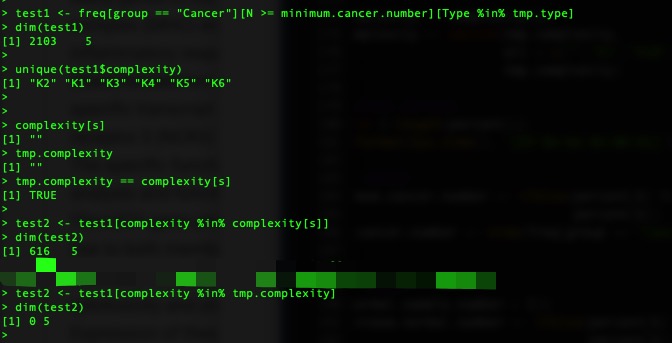 > test1 <- freq[group == "Cancer"][N >= minimum.cancer.number][Type %in% tmp.type]
> dim(test1)
[1] 2103    5
>
> unique(test1$complexity)
[1] "K2" "K1" "K3" "K4" "K5" "K6"
>
>
> complexity[s]
[1] ""
> tmp.complexity
[1] ""
> tmp.complexity == complexity[s]
[1] TRUE
>
> test2 <- test1[complexity %in% complexity[s]]
> dim(test2)
[1] 616   5
> test2 <- test1[complexity %in% tmp.complexity]
> dim(test2)
[1] 0 5
>